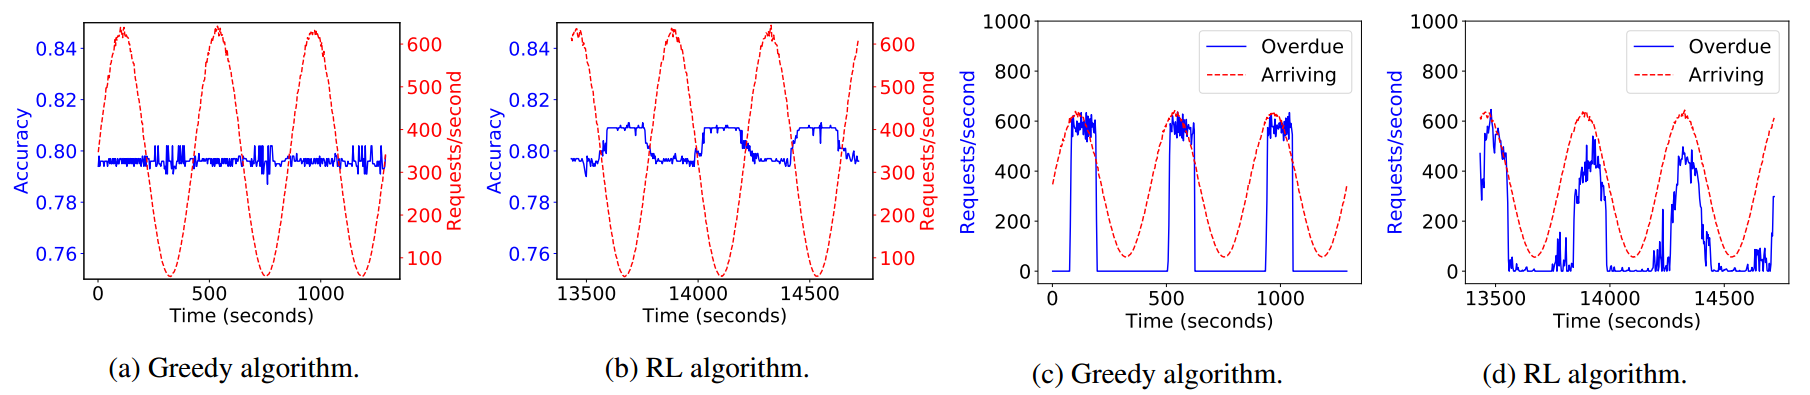 0.84
0.82
0.80
0.78
0.76
Accuracy
600
500
400
300
200
100
Requests/second
0
500
1000
Time (seconds)
(a) Greedy algorithm.
0.84
0.82
0.80
0.78
0.76
Accuracy
600
500
400
300
200
100
Requests/second
13500
14000
14500
Time (seconds)
(b) RL algorithm.
1000
800
600
400
200
0
Requests/second
Overdue
Arriving
0
500
1000
Time (seconds)
(c) Greedy algorithm.
1000
800
600
400
200
0
Requests/second
Overdue
Arriving
13500
14000
14500
Time (seconds)
(d) RL algorithm.